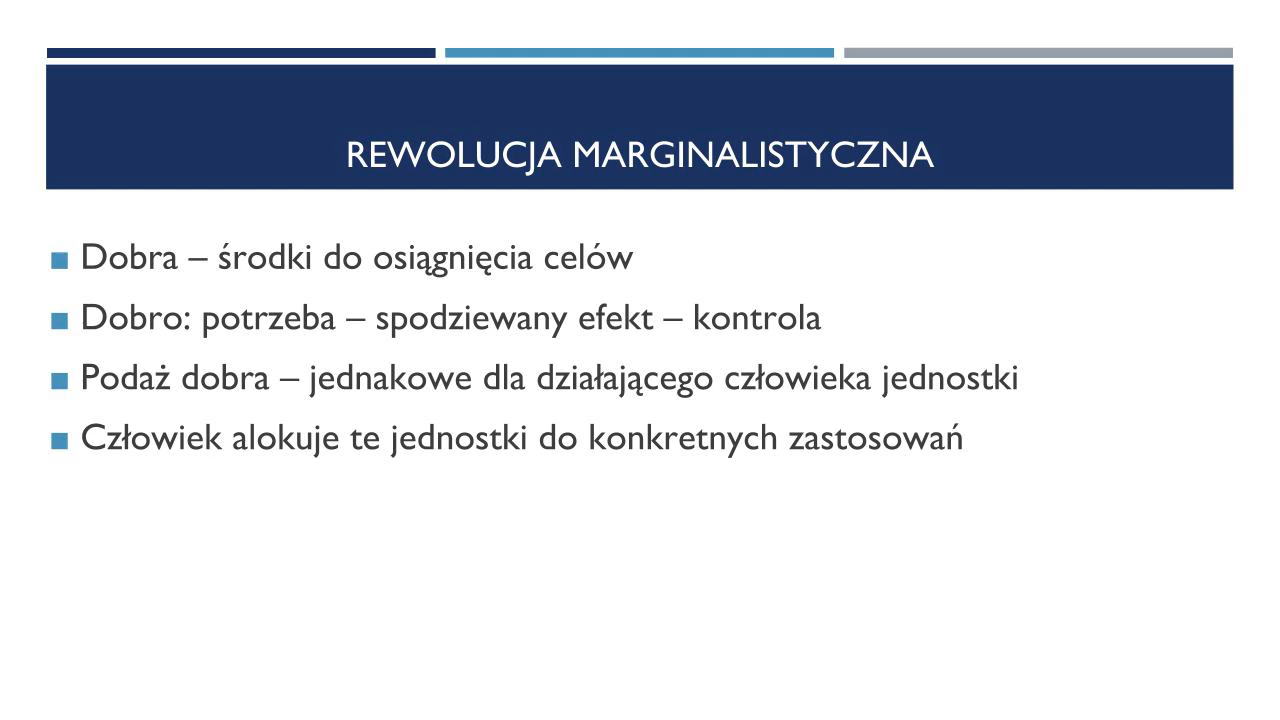 REWOLUCJA MARGINALISTYCZNA
Dobra – środki do osiągnięcia celów
Dobro: potrzeba – spodziewany efekt – kontrola
Podaż dobra – jednakowe dla działającego człowieka jednostki
Człowiek alokuje te jednostki do konkretnych zastosowań